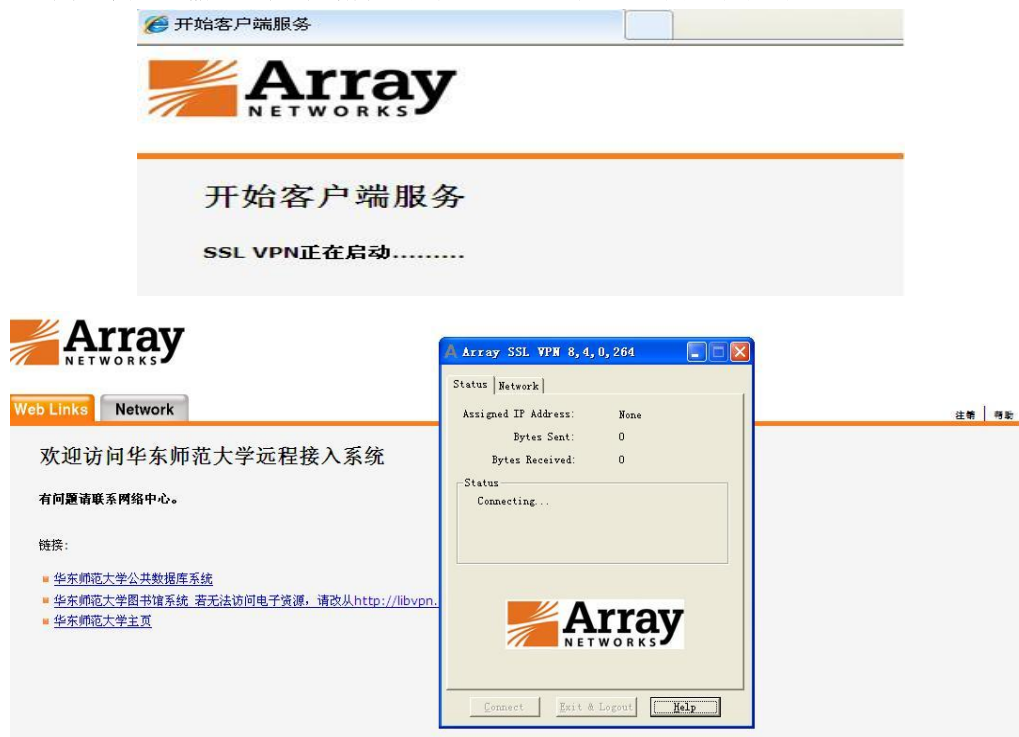 开始客户端服务
Array
NETWORKS
开始客户端服务
SSL VPN正在启动.........
Array
NETWORKS
Web Links
Network
注销
帮助
欢迎访问华东师范大学远程接入系统
有问题请联系网络中心。
链接:
华东师范大学公共数据库系统
华东师范大学图书馆系统 若无法访问电子资源，请改从http://libvpn.
华东师范大学主页
A Array SSL VPN 8,4,0,264
Status
Network
Assigned IP Address: None
Bytes Sent: 0
Bytes Received: 0
Status
Connecting...
Array
NETWORKS
Connect
Exit & Logout
Help